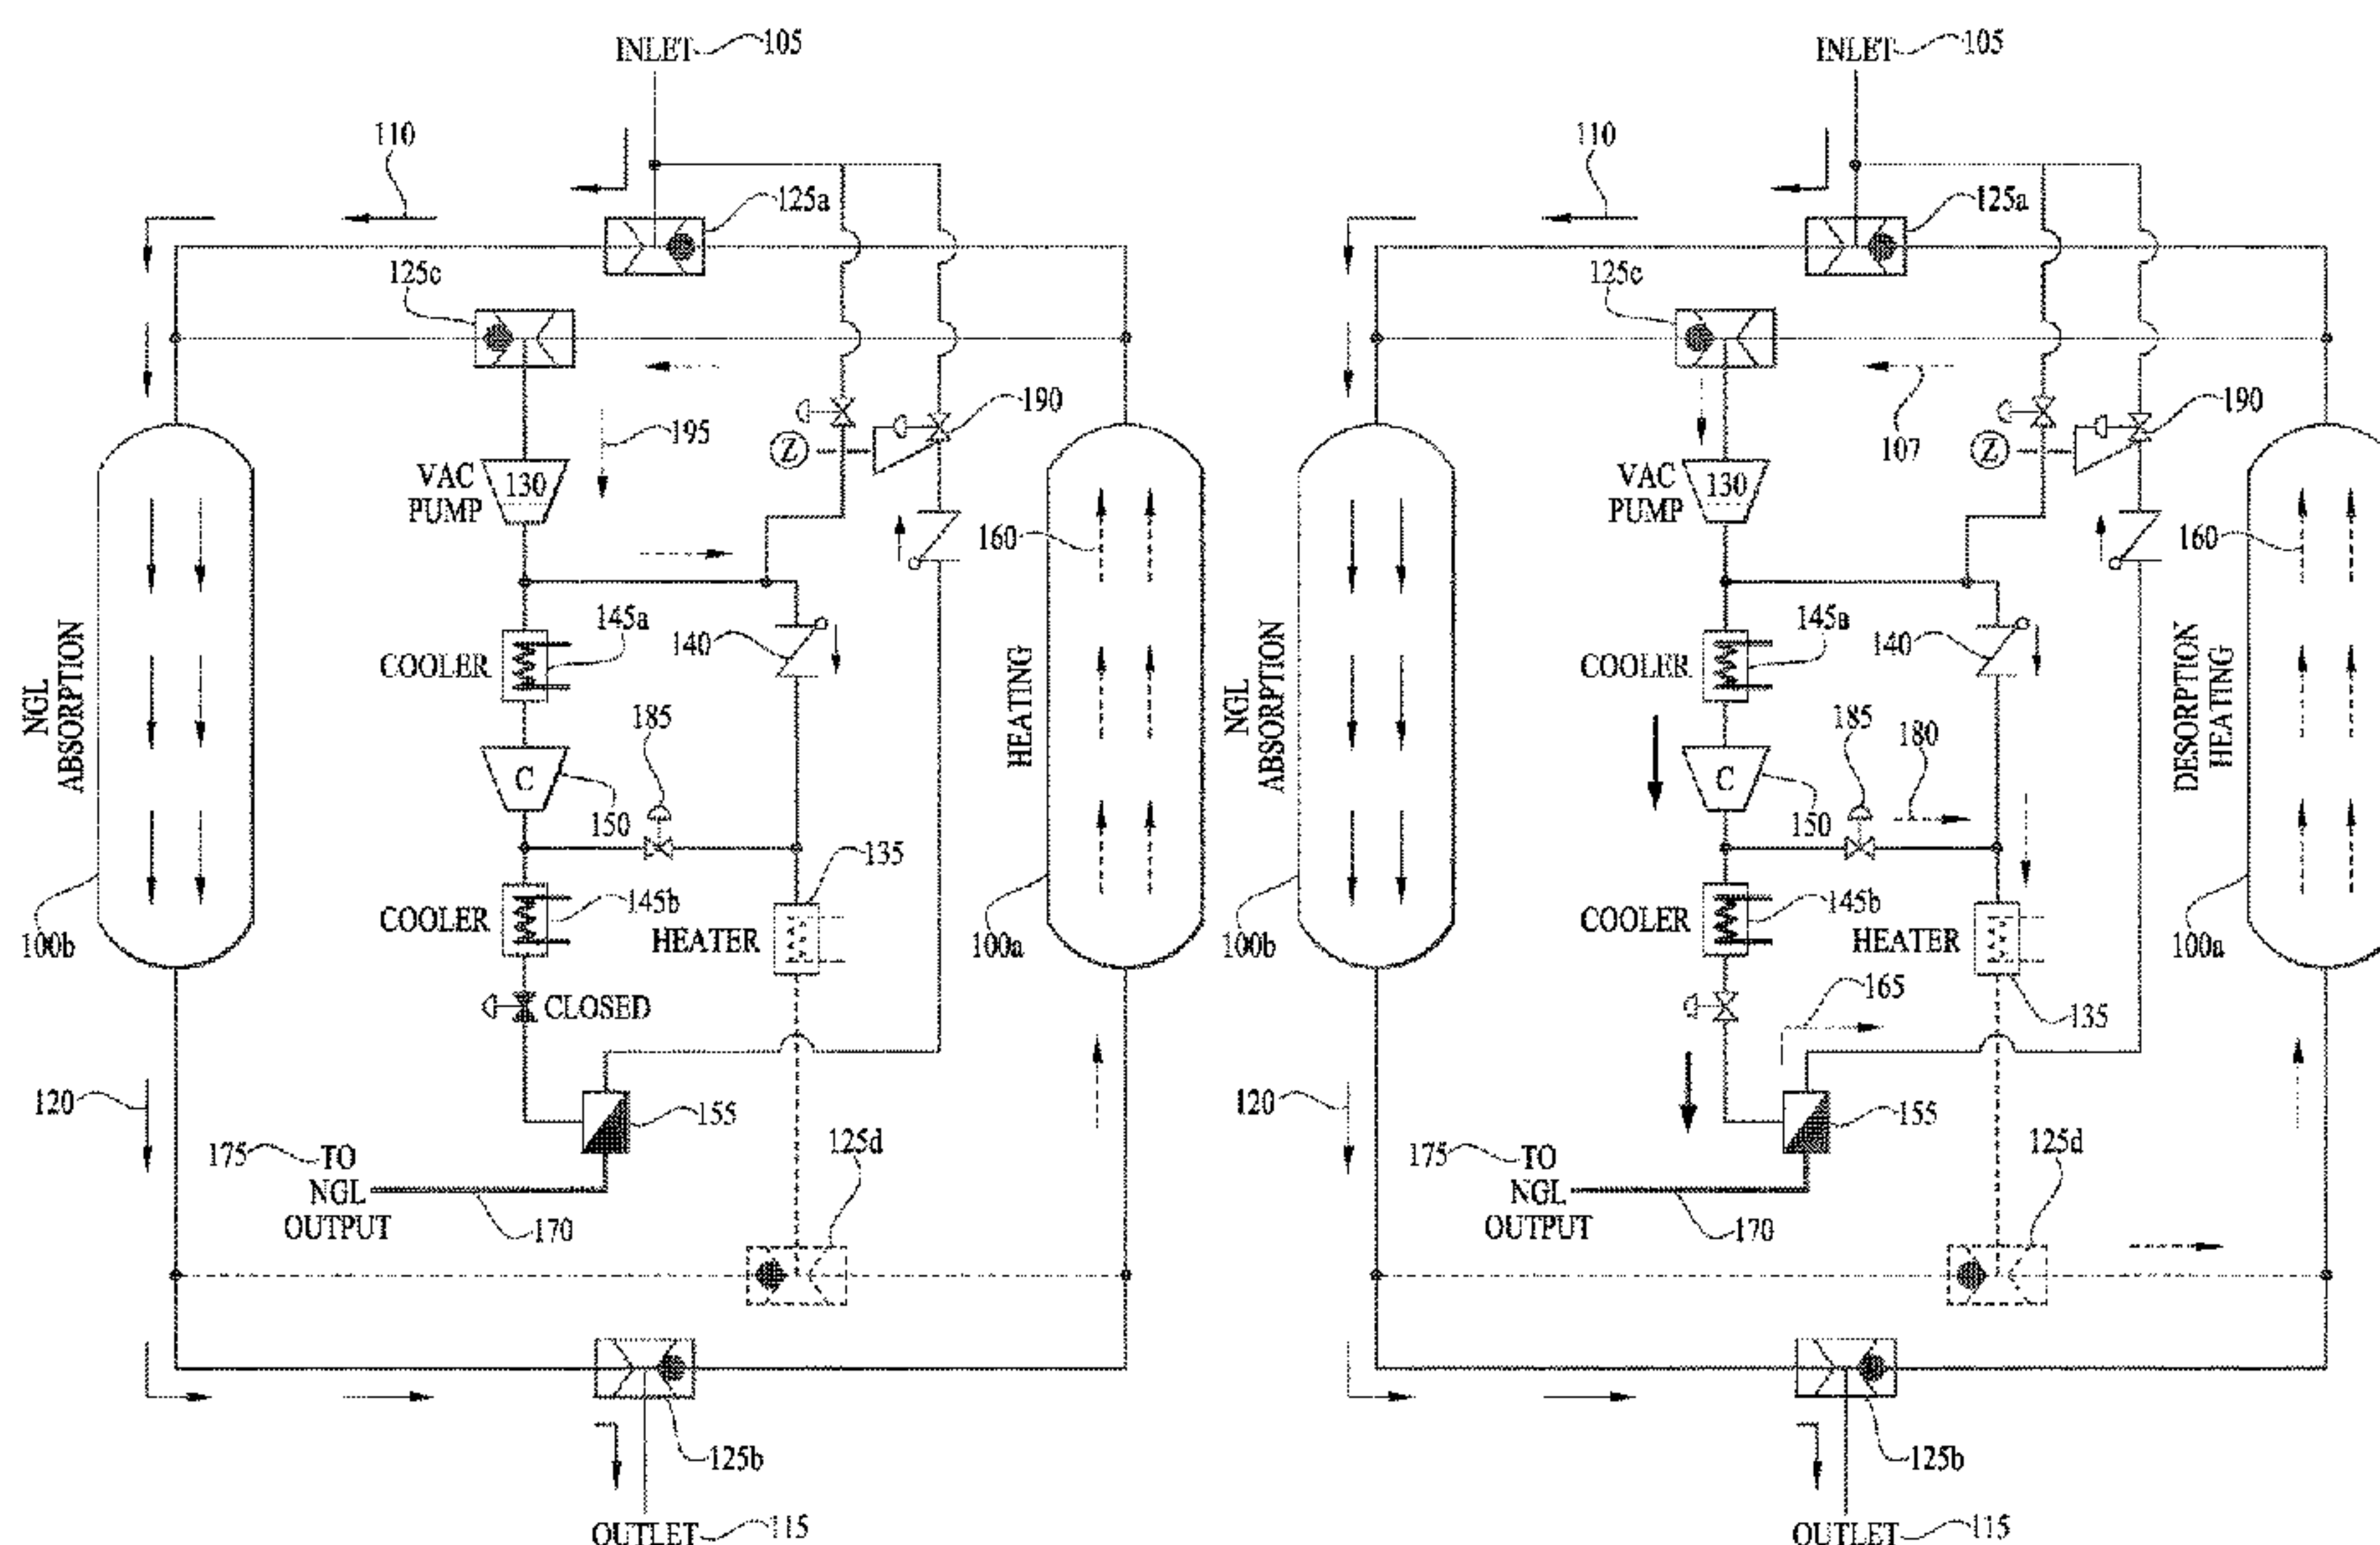 INLET 105
110
125a
125c
195
190
Z
VAC
PUMP
130
160
145a
COOLER
140
NGL
ABSORPTION
HEATING
185
C
150
135
COOLER
145b
HEATER
100b
100a
CLOSED
120
155
125d
175 TO
NGL
OUTPUT
170
125b
OUTLET 115
INLET 105
110
125a
125c
107
190
Z
VAC
PUMP
130
160
145a
COOLER
140
NGL
ABSORPTION
DESORPTION
HEATING
185
180
C
150
COOLER
145b
HEATER
100b
100a
165
135
120
155
125d
175 TO
NGL
OUTPUT
170
125b
OUTLET 115